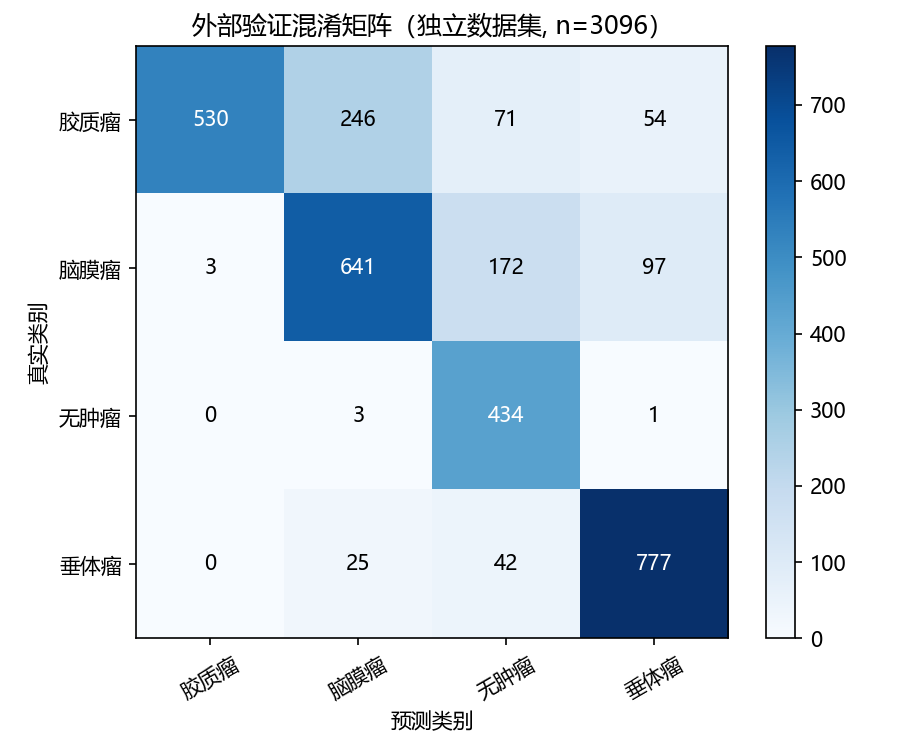 外部验证混淆矩阵（独立数据集, n=3096）
胶质瘤 530 246 71 54
脑膜瘤 3 641 172 97
无肿瘤 0 3 434 1
垂体瘤 0 25 42 777
胶质瘤 脑膜瘤 无肿瘤 垂体瘤
预测类别
真实类别
700
600
500
400
300
200
100
0